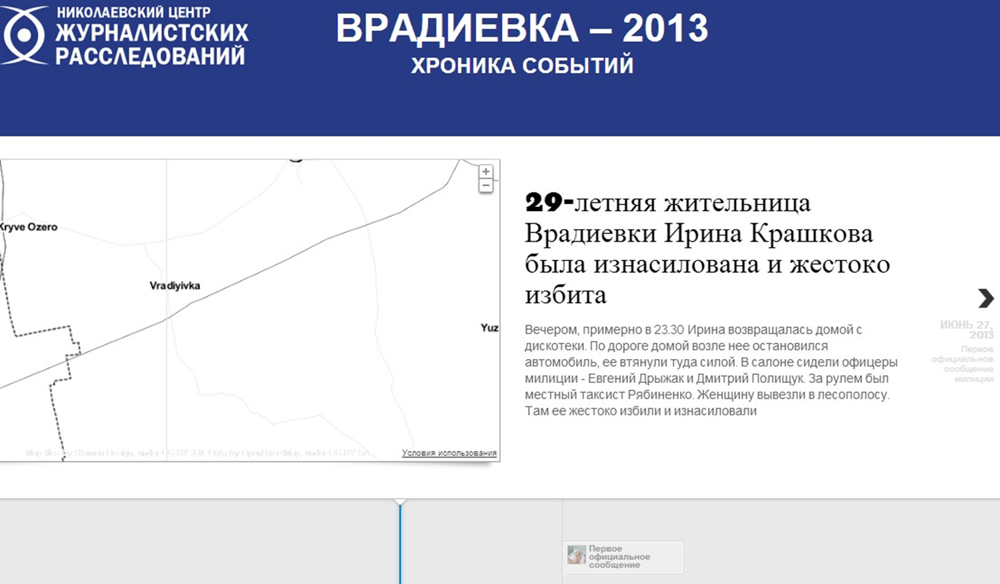 НИКОЛАЕВСКИЙ ЦЕНТР
ЖУРНАЛИСТСКИХ
РАССЛЕДОВАНИЙ
ВРАДИЕВКА – 2013
ХРОНИКА СОБЫТИЙ
Kryve Ozero
Vradiyivka
Yuz
+
−
Условия использования
29-летняя жительница
Врадиевки Ирина Крашкова
была изнасилована и жестоко
избита
Вечером, примерно в 23.30 Ирина возвращалась домой с
дискотеки. По дороге домой возле нее остановился
автомобиль, ее втянули туда силой. В салоне сидели офицеры
милиции - Евгений Дрыжак и Дмитрий Полищук. За рулем был
местный таксист Рябиненко. Женщину вывезли в лесополосу.
Там ее жестоко избили и изнасиловали
ИЮНЬ 27,
2013
Первое
официальное
сообщение
милиции
Первое
официальное
сообщение